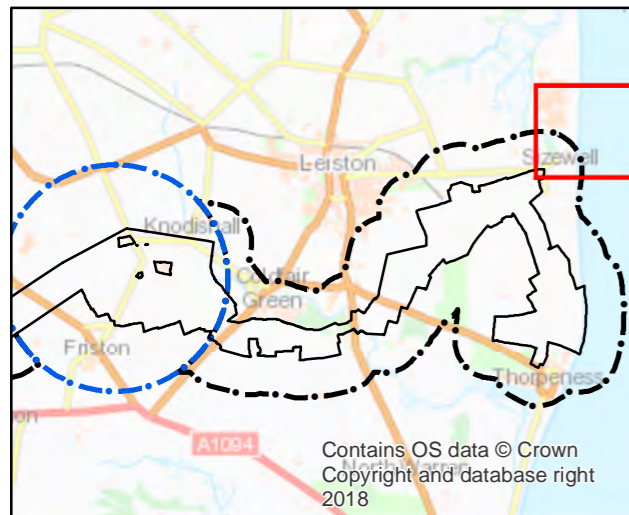 Leiston
Sizewell
Knodishall
Coldfair
Green
Friston
Thorpeness
A1094
Contains OS data © Crown
Copyright and database right
2018